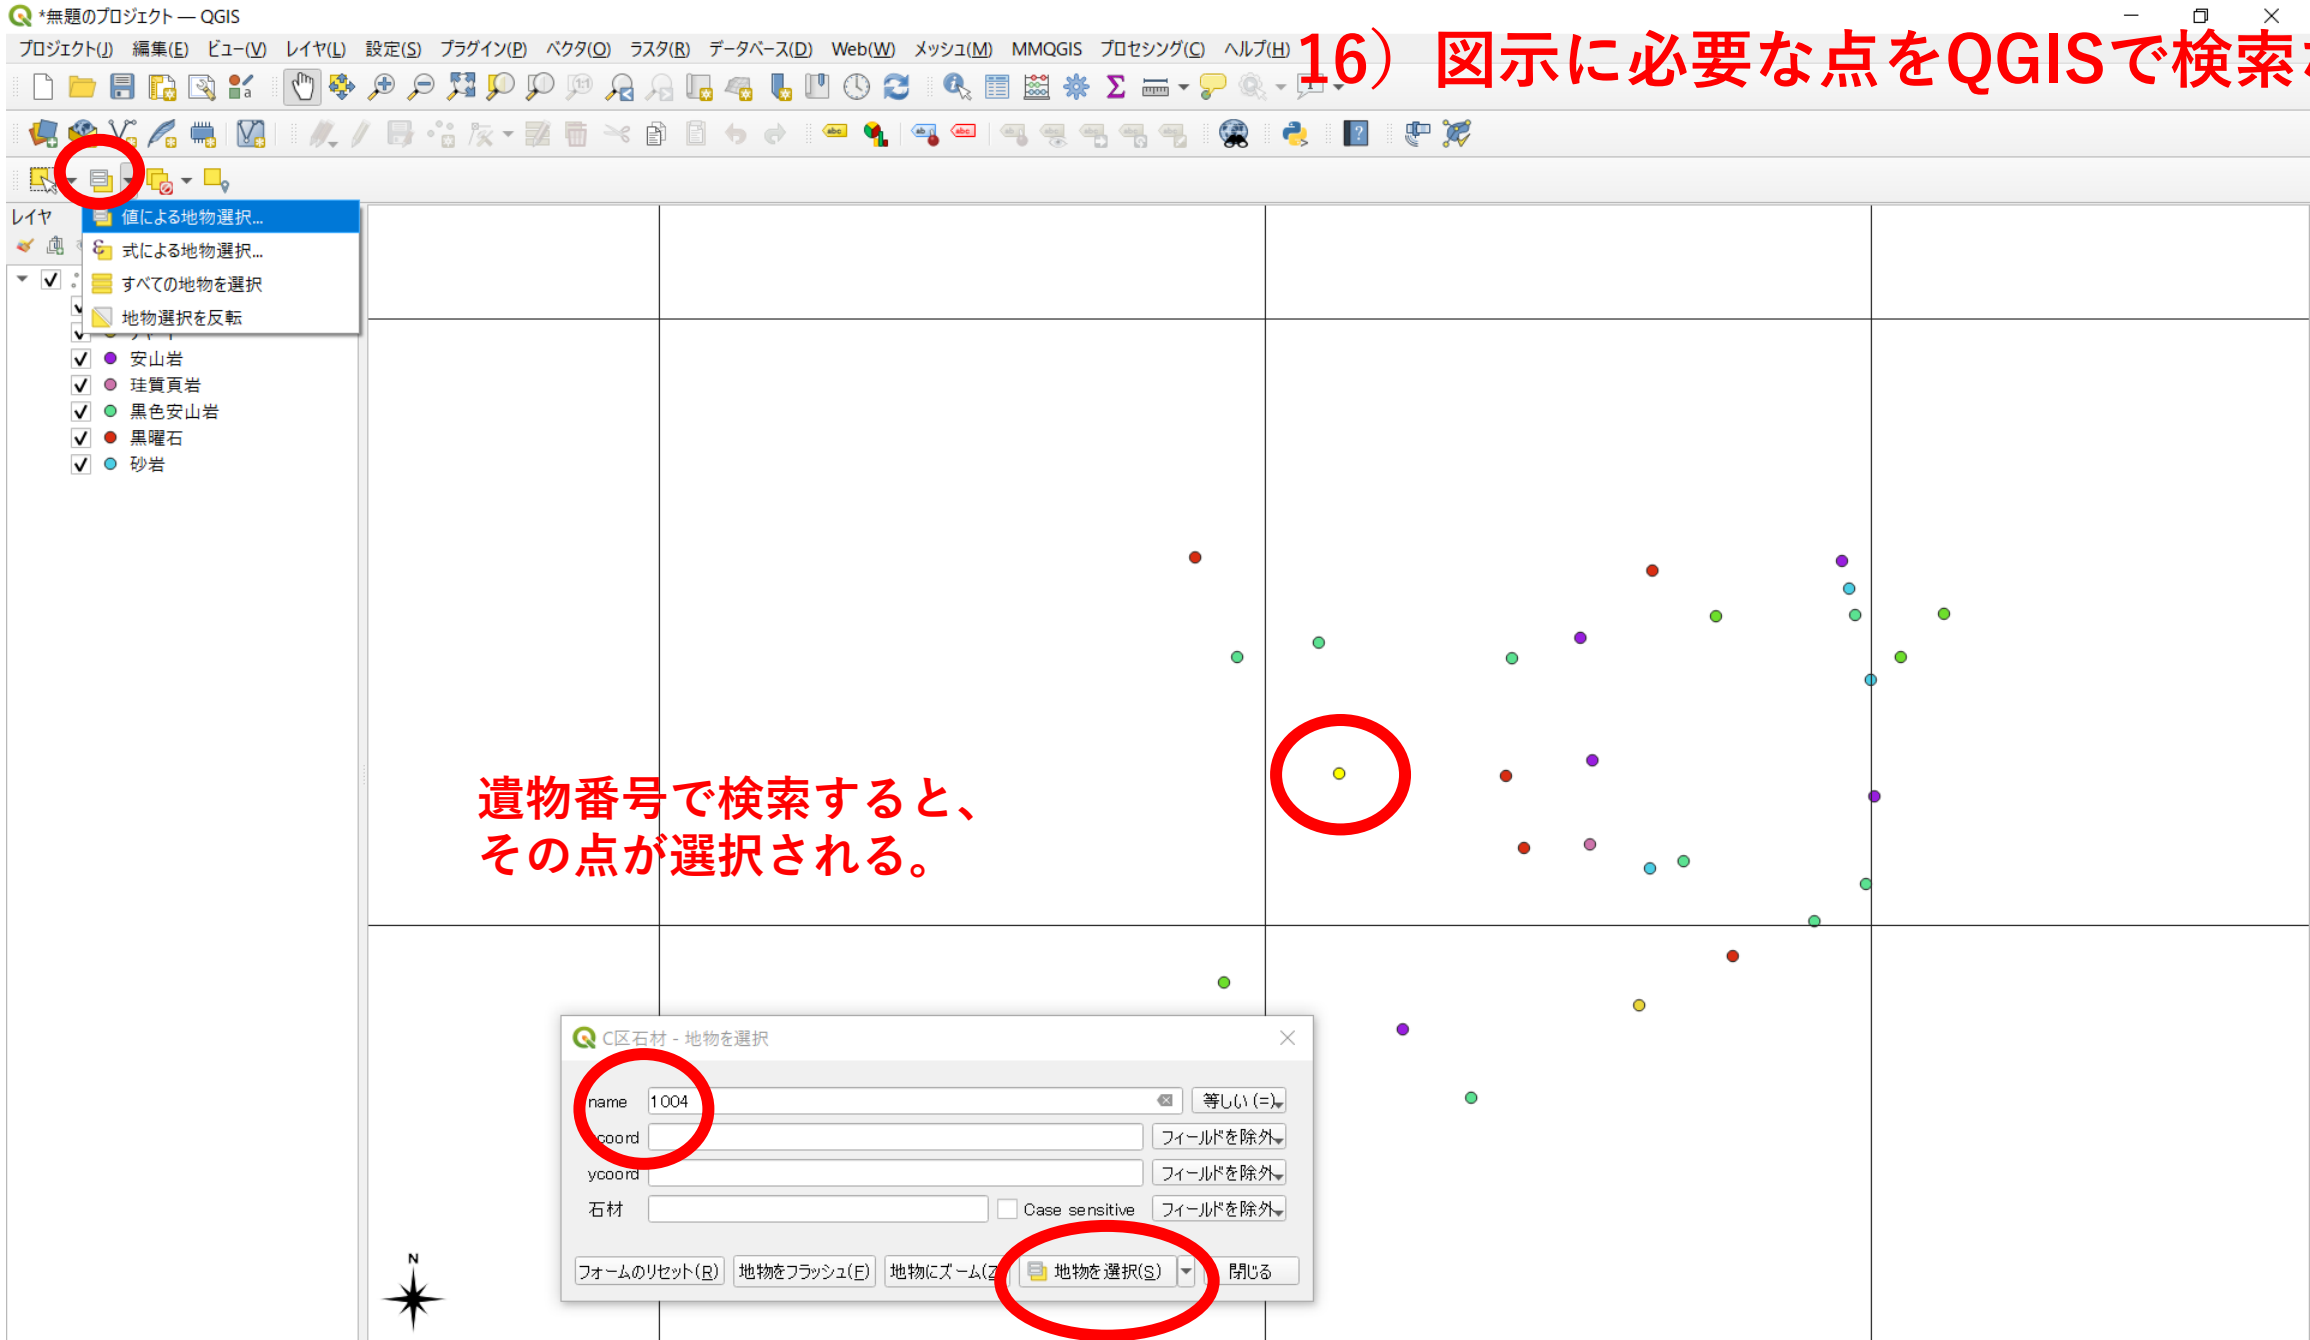 *無題のプロジェクト — QGIS
プロジェクト(J) 編集(E) ビュー(V) レイヤ(L) 設定(S) プラグイン(P) ベクタ(O) ラスタ(R) データベース(D) Web(W) メッシュ(M) MMQGIS プロセシング(C) ヘルプ(H)
16） 図示に必要な点をQGISで検索
レイヤ
値による地物選択...
式による地物選択...
すべての地物を選択
地物選択を反転
安山岩
珪質頁岩
黒色安山岩
黒曜石
砂岩
遺物番号で検索すると、
その点が選択される。
C区石材 - 地物を選択
name 1004 等しい (=)
coord フィールドを除外
ycoord フィールドを除外
石材 Case sensitive フィールドを除外
フォームのリセット(R) 地物をフラッシュ(F) 地物にズーム(Z 地物を選択(S) 閉じる
N